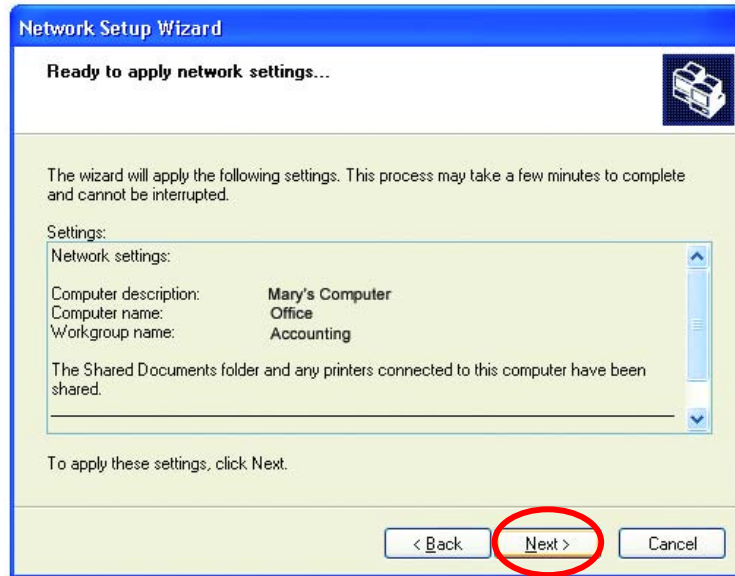 Network Setup Wizard
Ready to apply network settings...
The wizard will apply the following settings. This process may take a few minutes to complete
and cannot be interrupted.
Settings:
Network settings:
Computer description: Mary's Computer
Computer name: Office
Workgroup name: Accounting
The Shared Documents folder and any printers connected to this computer have been
shared.
To apply these settings, click Next.
< Back Next > Cancel